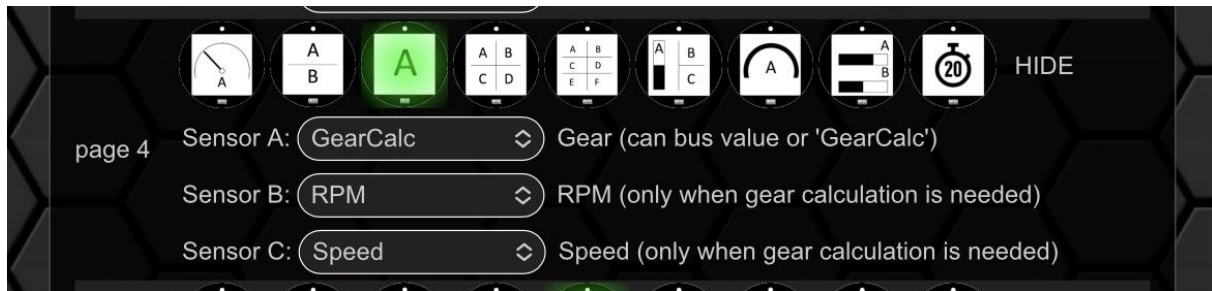 A
A
B
A
A B
C D
A B
C D
E F
A
B
C
A
A
B
20
HIDE
page 4
Sensor A: GearCalc Gear (can bus value or 'GearCalc')
Sensor B: RPM RPM (only when gear calculation is needed)
Sensor C: Speed Speed (only when gear calculation is needed)